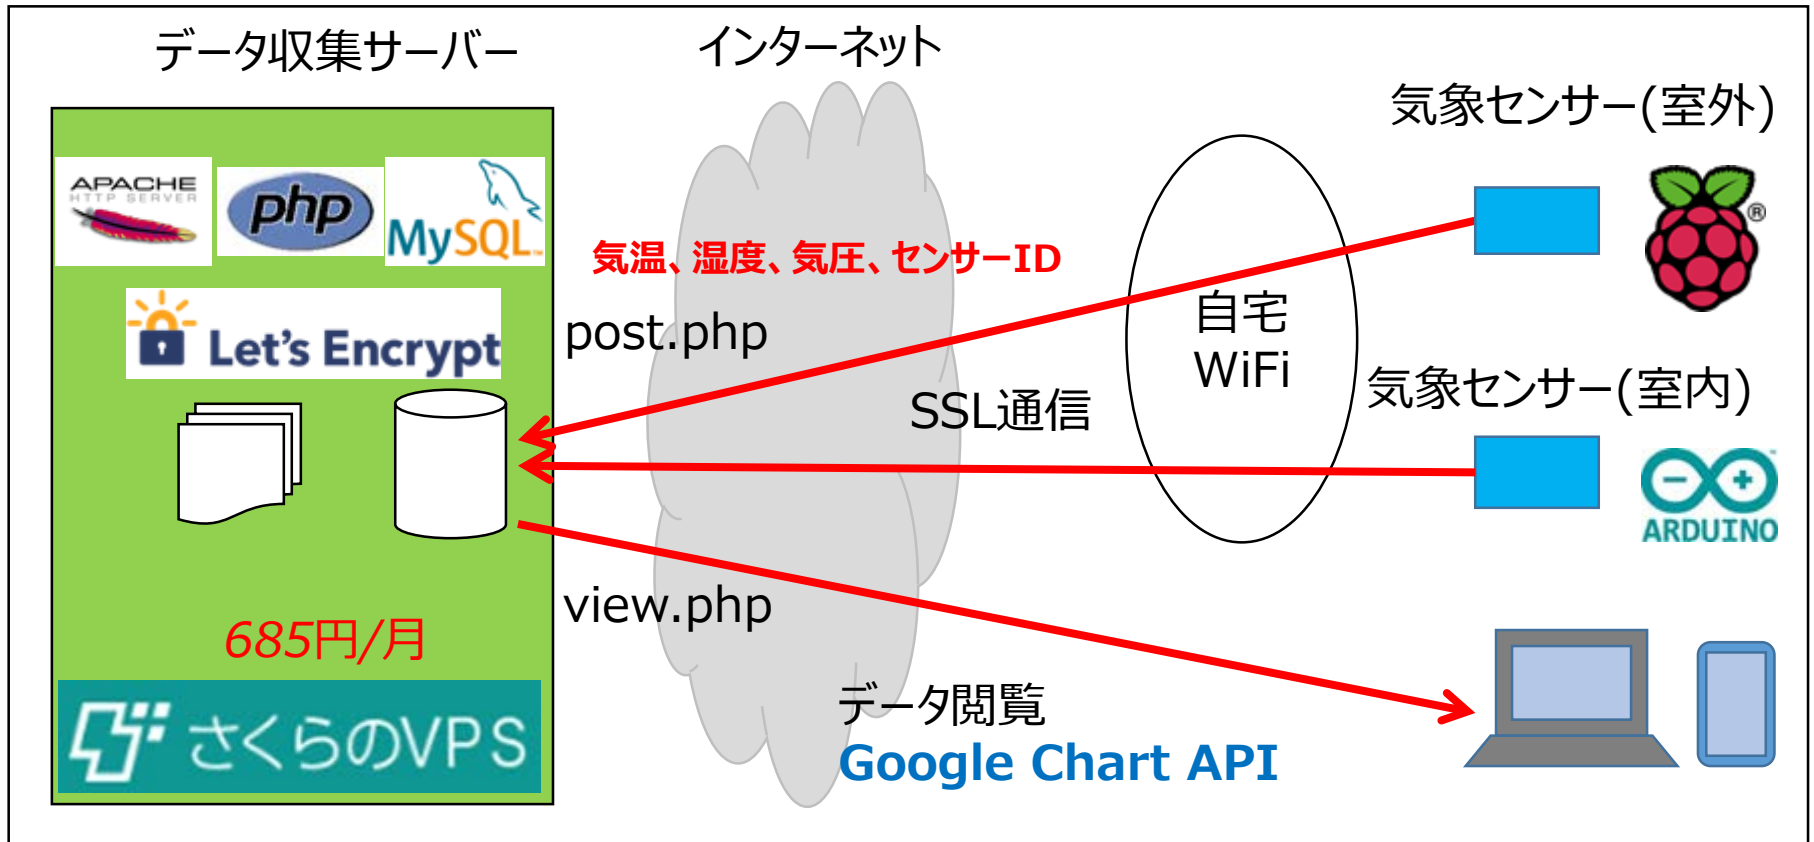 データ収集サーバー
インターネット
気象センサー(室外)
APACHE
HTTP SERVER
php
MySQL™
®
気温、湿度、気圧、センサーID
自宅
WiFi
Let's Encrypt
post.php
気象センサー(室内)
SSL通信
ARDUINO
view.php
685円/月
データ閲覧
Google Chart API
さくらのVPS